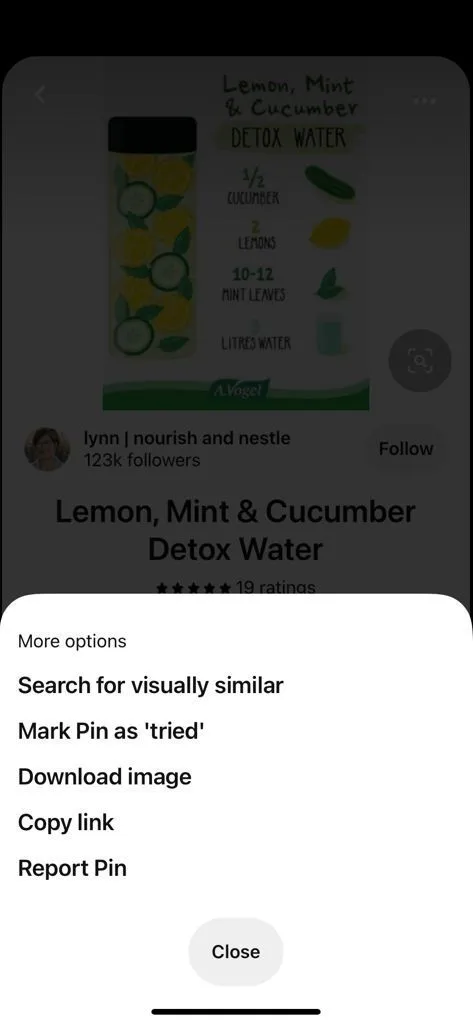 Lemon, Mint
& Cucumber
DETOX WATER
1/2
CUCUMBER
2
LEMONS
10-12
MINT LEAVES
LITRES WATER
A.Vogel
lynn | nourish and nestle
123k followers
Follow
Lemon, Mint & Cucumber
Detox Water
★★★★★ 19 ratings
More options
Search for visually similar
Mark Pin as 'tried'
Download image
Copy link
Report Pin
Close